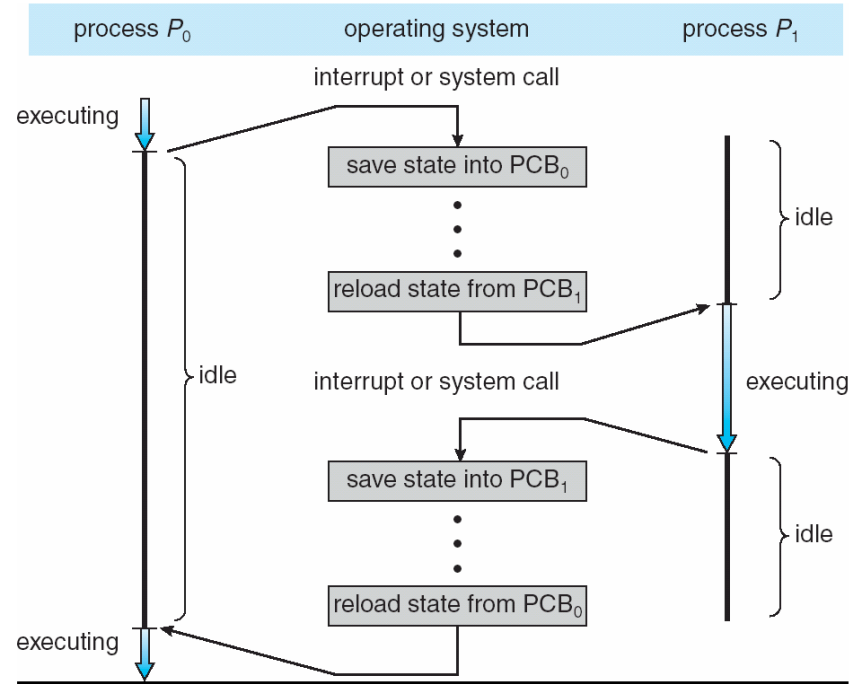 process P₀ operating system process P₁
interrupt or system call
executing
save state into PCB₀
idle
reload state from PCB₁
idle
interrupt or system call
executing
save state into PCB₁
idle
reload state from PCB₀
executing